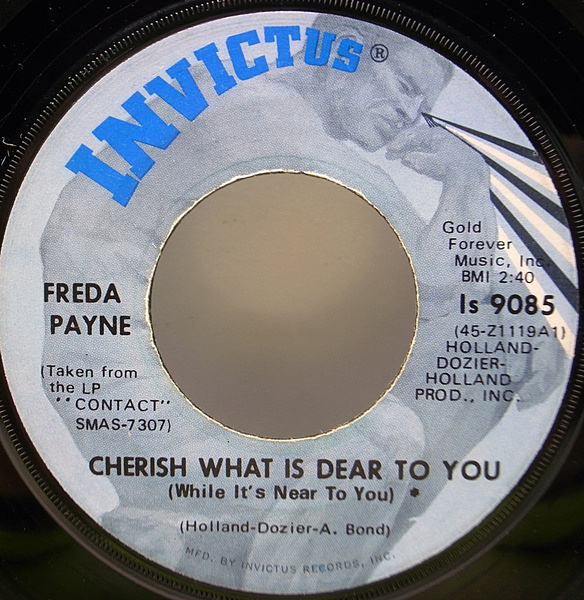 INVICTUS®
Gold
Forever
Music, Inc.
BMI 2:40
Is 9085
(45-Z1119A1)
HOLLAND-
DOZIER-
HOLLAND
PROD., INC.
FREDA
PAYNE
(Taken from
the LP
"CONTACT"
SMAS-7307)
CHERISH WHAT IS DEAR TO YOU
(While It's Near To You) *
(Holland-Dozier-A. Bond)
MFD. BY INVICTUS RECORDS, INC.